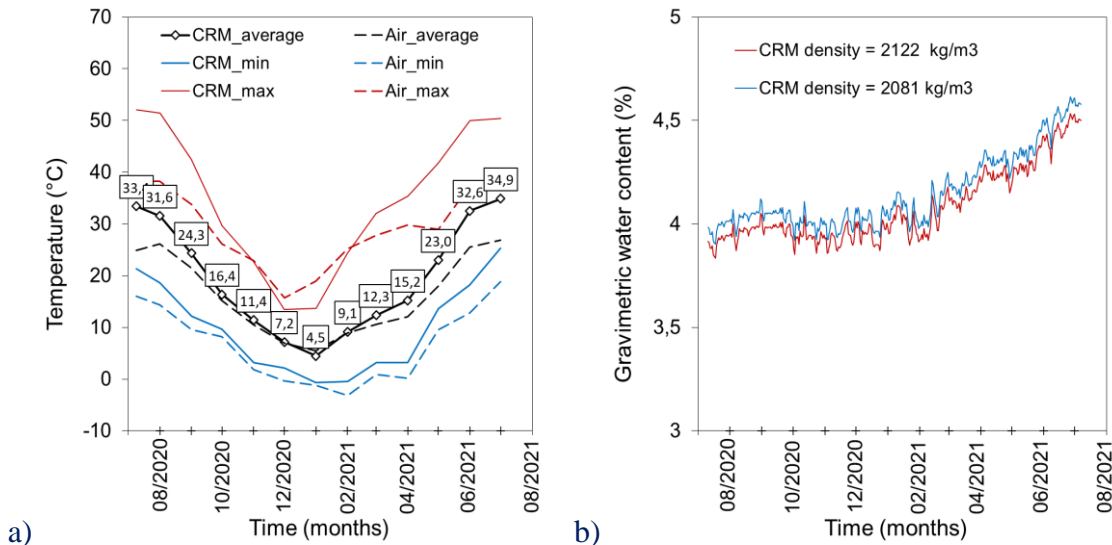 70
60
50
40
30
20
10
0
-10
Temperature (°C)
CRM_average
Air_average
CRM_min
Air_min
CRM_max
Air_max
31,6
24,3
16,4
11,4
7,2
4,5
9,1
12,3
15,2
23,0
32,6
34,9
08/2020
10/2020
12/2020
02/2021
04/2021
06/2021
08/2021
Time (months)
a)
5
4,5
4
3,5
3
Gravimetric water content (%)
CRM density = 2122 kg/m3
CRM density = 2081 kg/m3
08/2020
10/2020
12/2020
02/2021
04/2021
06/2021
08/2021
Time (months)
b)